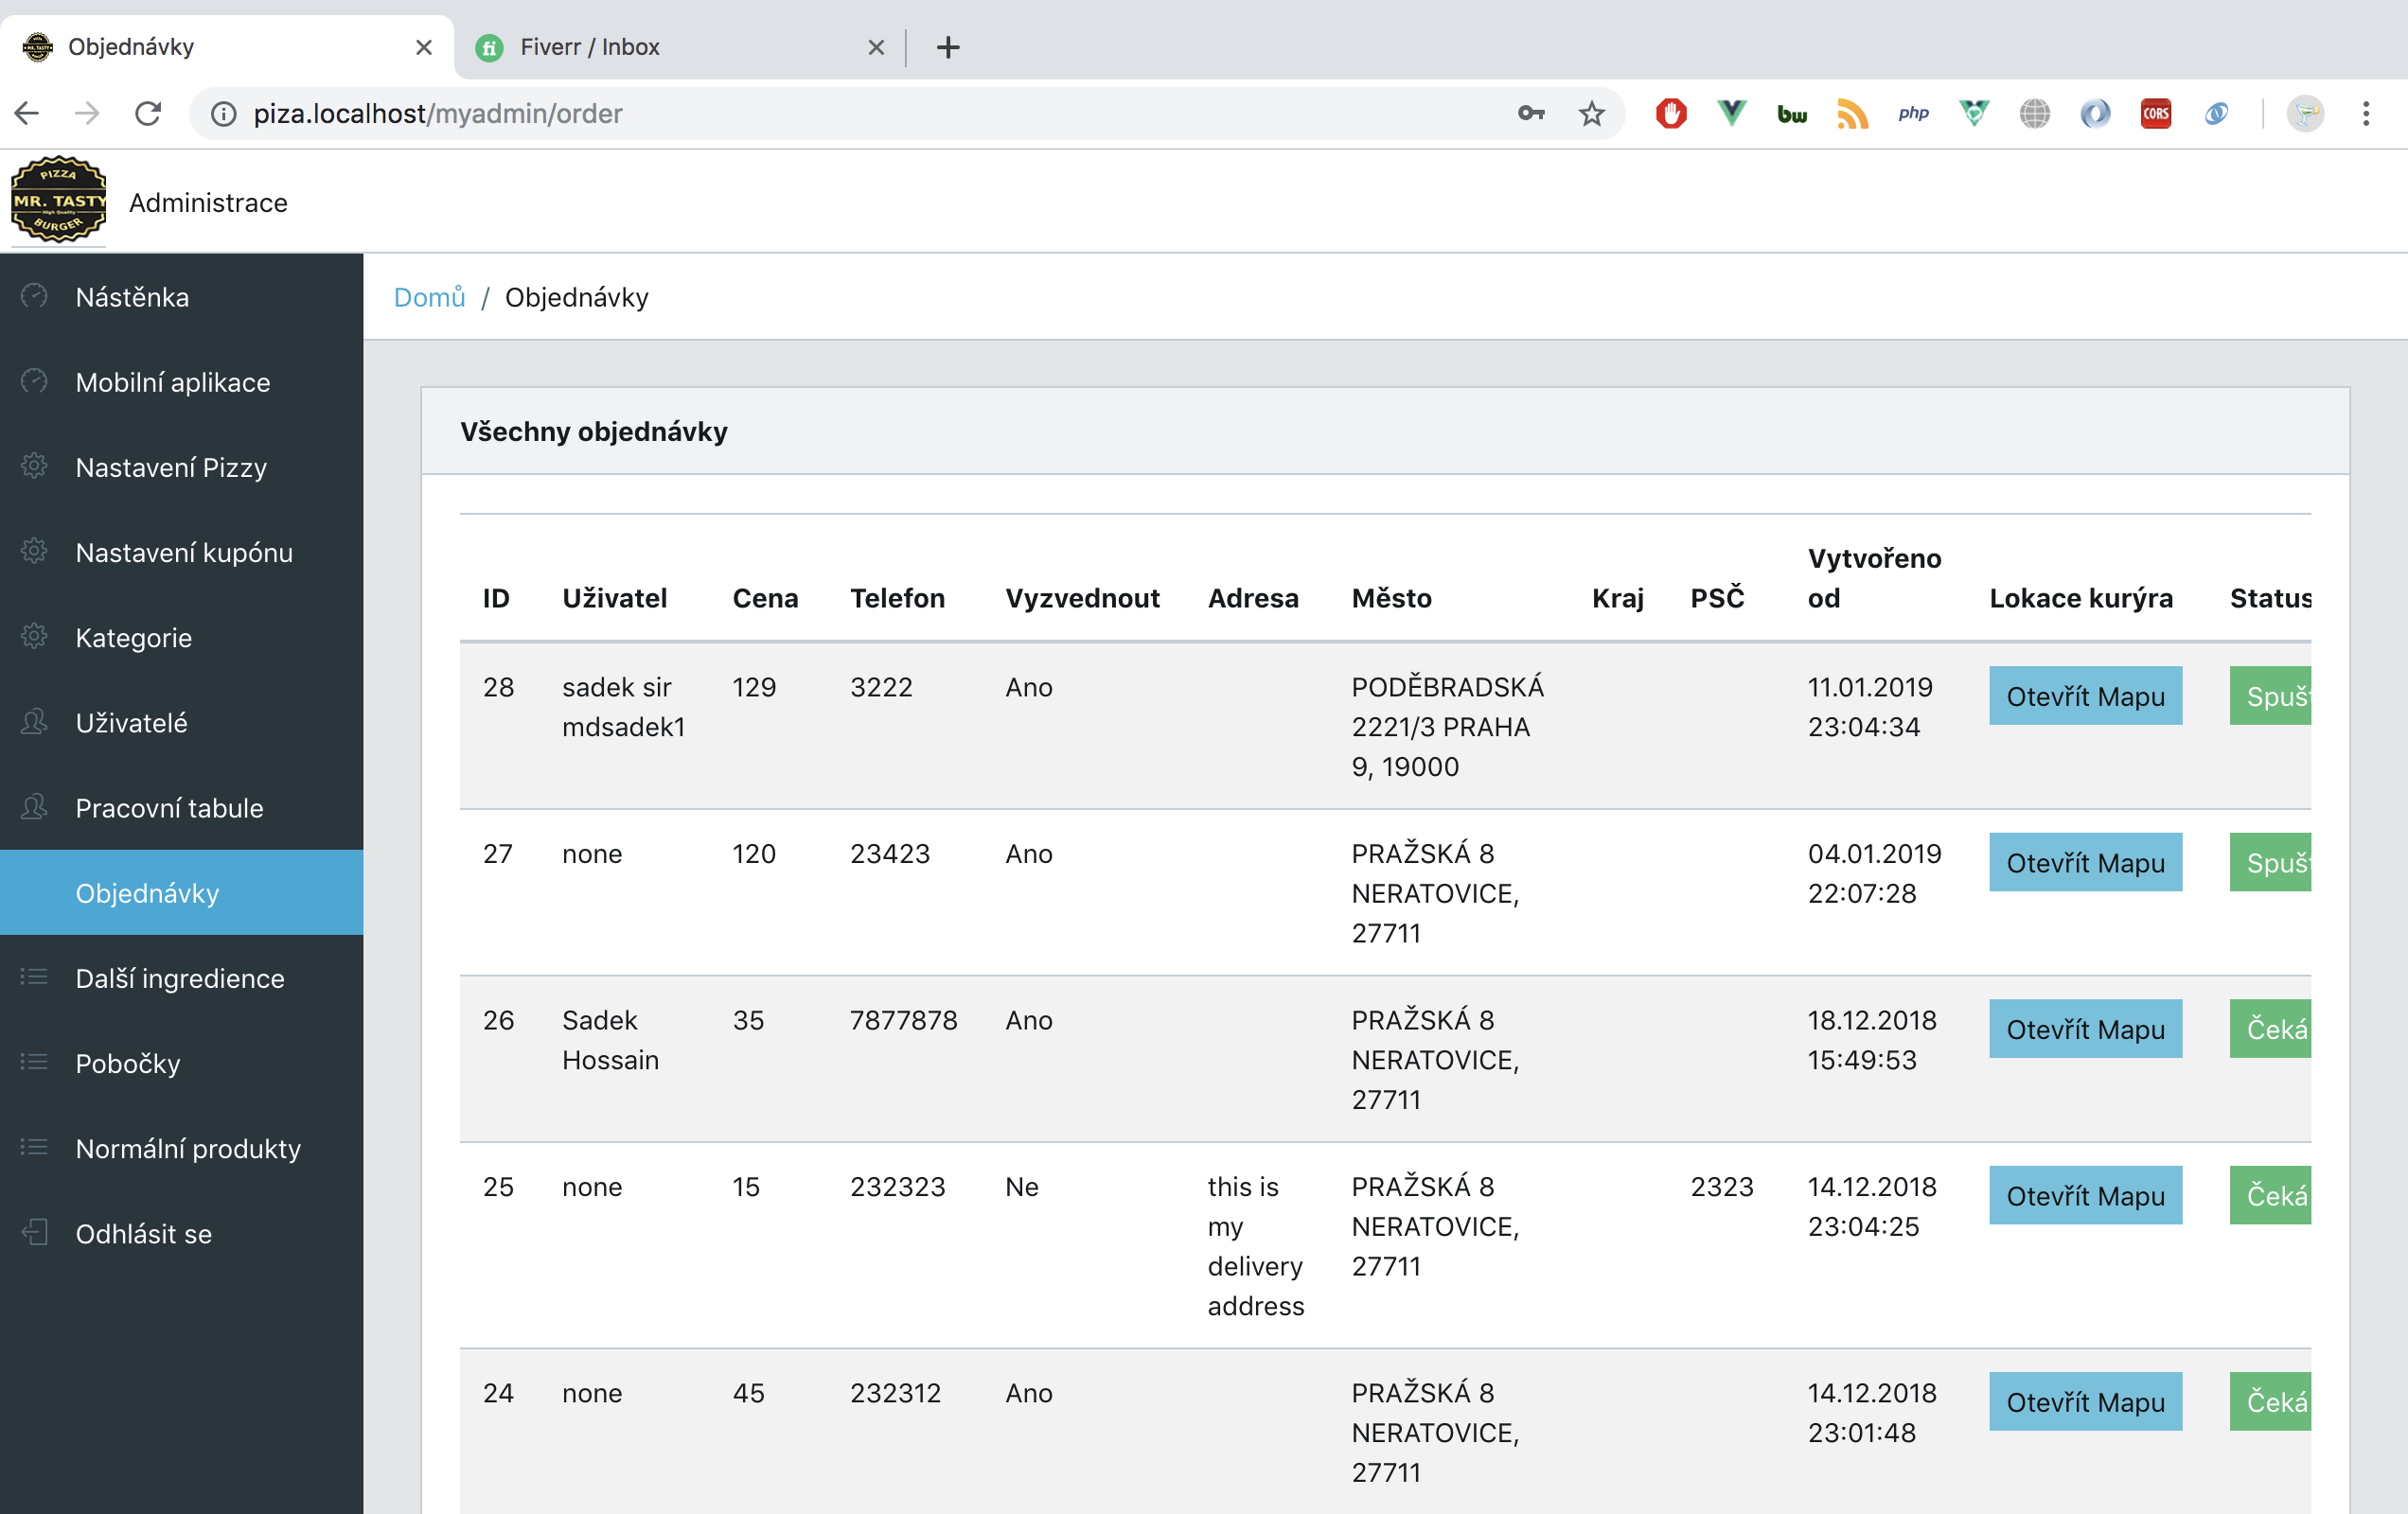 Objednávky
Fiverr / Inbox
piza.localhost/myadmin/order
bw
php
CORS
PIZZA
MR. TASTY
High Quality
BURGER
Administrace
Nástěnka
Mobilní aplikace
Nastavení Pizzy
Nastavení kupónu
Kategorie
Uživatelé
Pracovní tabule
Objednávky
Další ingredience
Pobočky
Normální produkty
Odhlásit se
Domů / Objednávky
Všechny objednávky
ID Uživatel Cena Telefon Vyzvednout Adresa Město Kraj PSČ Vytvořeno od Lokace kurýra Status
28 sadek sir mdsadek1 129 3222 Ano PODĚBRADSKÁ 2221/3 PRAHA 9, 19000 11.01.2019 23:04:34 Otevřít Mapu Spušt
27 none 120 23423 Ano PRAŽSKÁ 8 NERATOVICE, 27711 04.01.2019 22:07:28 Otevřít Mapu Spušt
26 Sadek Hossain 35 7877878 Ano PRAŽSKÁ 8 NERATOVICE, 27711 18.12.2018 15:49:53 Otevřít Mapu Čeká
25 none 15 232323 Ne this is my delivery address PRAŽSKÁ 8 NERATOVICE, 27711 2323 14.12.2018 23:04:25 Otevřít Mapu Čeká
24 none 45 232312 Ano PRAŽSKÁ 8 NERATOVICE, 27711 14.12.2018 23:01:48 Otevřít Mapu Čeká